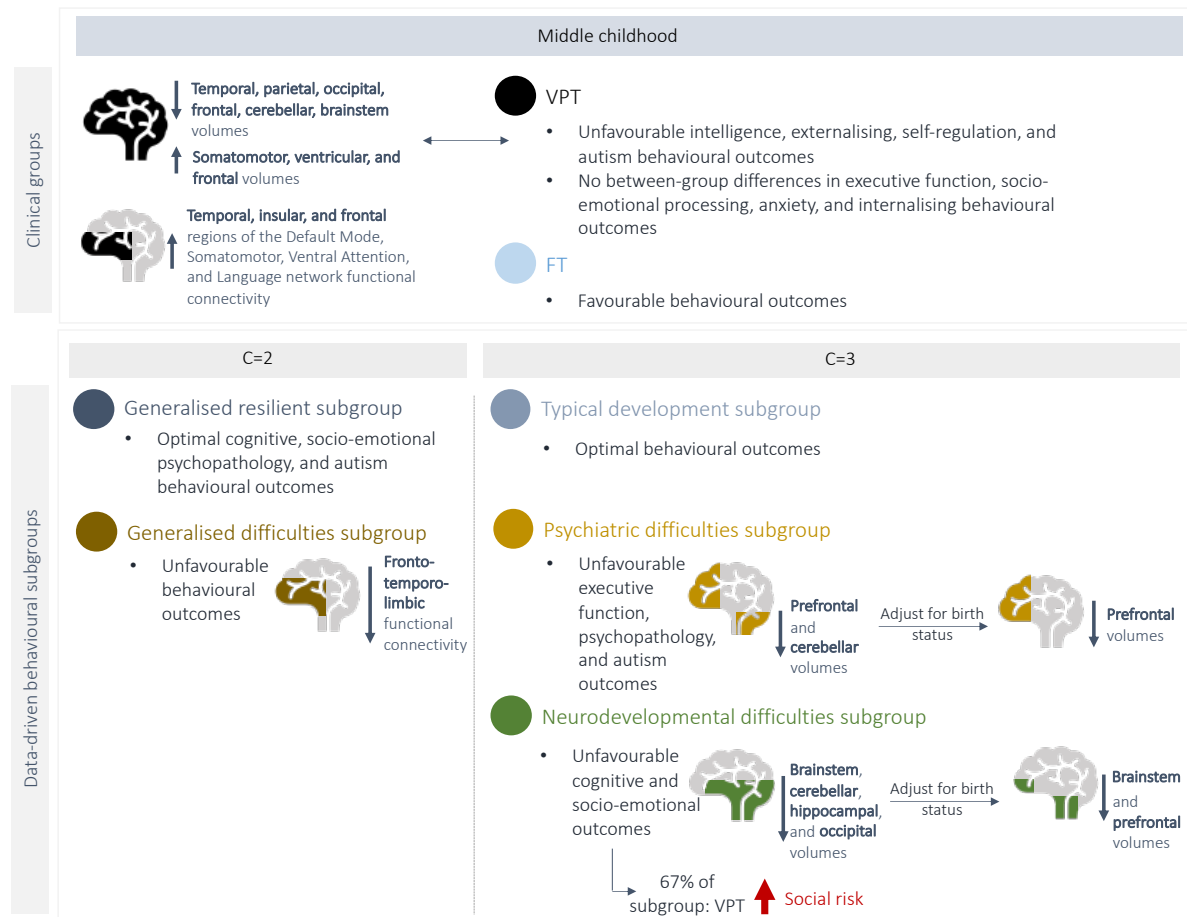 Middle childhood
Clinical groups
Temporal, parietal, occipital,
frontal, cerebellar, brainstem
volumes
Somatomotor, ventricular, and
frontal volumes
Temporal, insular, and frontal
regions of the Default Mode,
Somatomotor, Ventral Attention,
and Language network functional
connectivity
VPT
• Unfavourable intelligence, externalising, self-regulation, and
autism behavioural outcomes
• No between-group differences in executive function, socio-
emotional processing, anxiety, and internalising behavioural
outcomes
FT
• Favourable behavioural outcomes
Data-driven behavioural subgroups
C=2
Generalised resilient subgroup
• Optimal cognitive, socio-emotional
psychopathology, and autism
behavioural outcomes
Generalised difficulties subgroup
• Unfavourable
behavioural
outcomes
Fronto-
temporo-
limbic
functional
connectivity
C=3
Typical development subgroup
• Optimal behavioural outcomes
Psychiatric difficulties subgroup
• Unfavourable
executive
function,
psychopathology,
and autism
outcomes
Prefrontal
and
cerebellar
volumes
Adjust for birth
status
Prefrontal
volumes
Neurodevelopmental difficulties subgroup
• Unfavourable
cognitive and
socio-emotional
outcomes
Brainstem,
cerebellar,
hippocampal,
and occipital
volumes
Adjust for birth
status
Brainstem
and
prefrontal
volumes
67% of
subgroup: VPT
Social risk